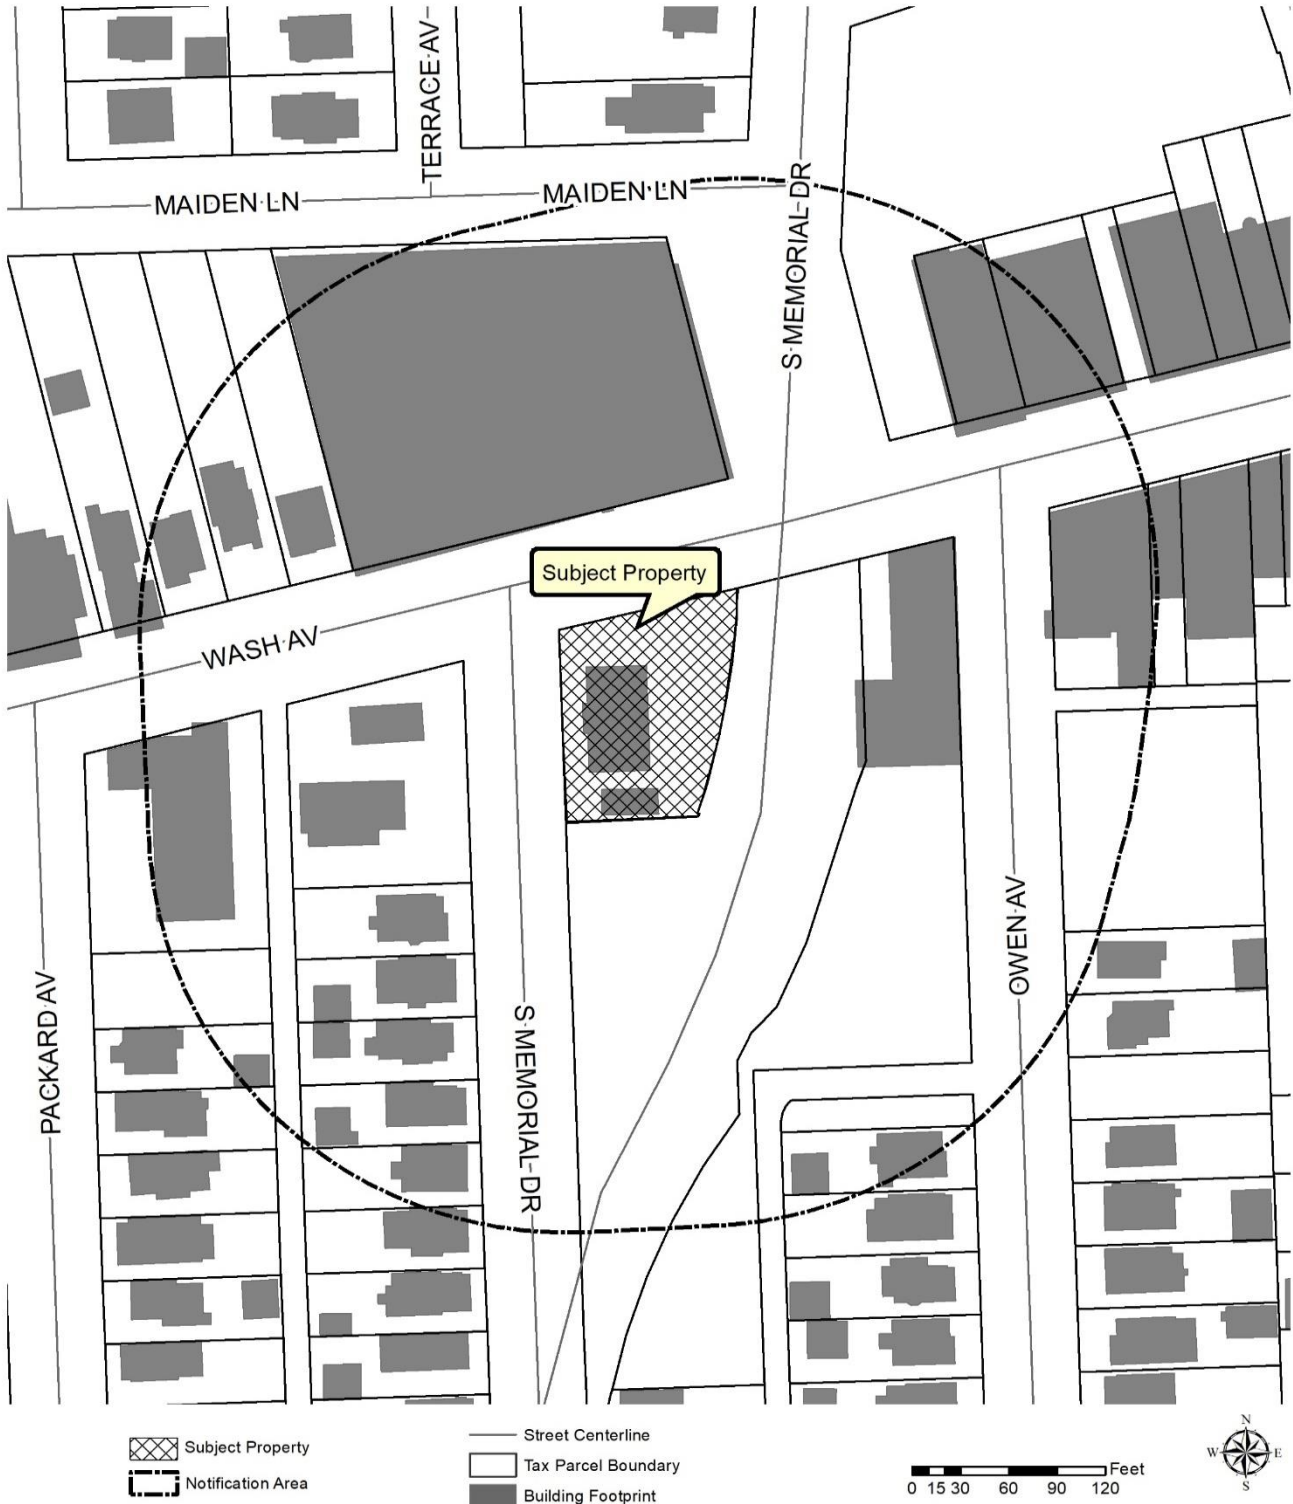 TERRACE AV
MAIDEN LN
MAIDEN LN
S MEMORIAL DR
Subject Property
WASH AV
PACKARD AV
S MEMORIAL DR
OWEN AV
Subject Property
Notification Area
Street Centerline
Tax Parcel Boundary
Building Footprint
Feet
0 15 30 60 90 120
N
W E
S